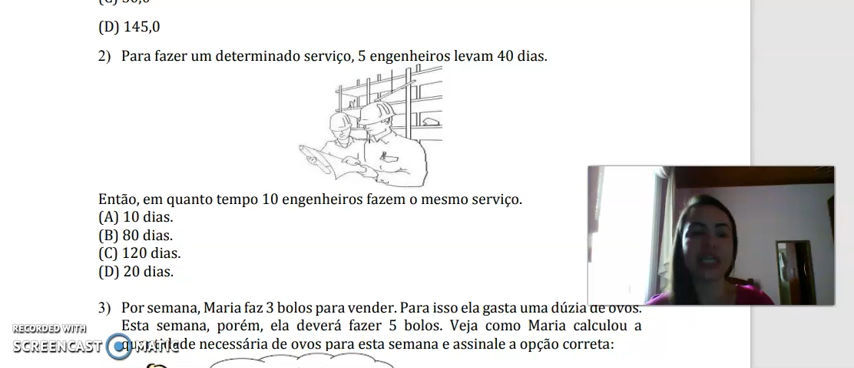 (D) 145,0
2) Para fazer um determinado serviço, 5 engenheiros levam 40 dias.
Então, em quanto tempo 10 engenheiros fazem o mesmo serviço.
(A) 10 dias.
(B) 80 dias.
(C) 120 dias.
(D) 20 dias.
3) Por semana, Maria faz 3 bolos para vender. Para isso ela gasta uma dúzia de ovos.
Esta semana, porém, ela deverá fazer 5 bolos. Veja como Maria calculou a
quantidade necessária de ovos para esta semana e assinale a opção correta:
RECORDED WITH
SCREENCAST MATIC